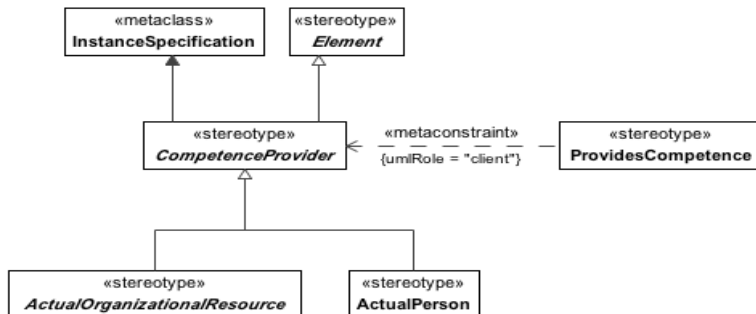 «metaclass»
InstanceSpecification
«stereotype»
Element
«stereotype»
CompetenceProvider
«metaconstraint»
{umlRole = "client"}
«stereotype»
ProvidesCompetence
«stereotype»
ActualOrganizationalResource
«stereotype»
ActualPerson